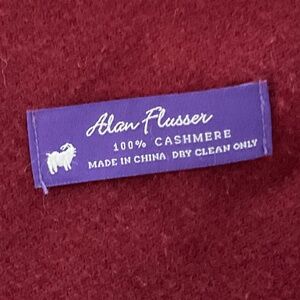 Alan Flusser
100% CASHMERE
MADE IN CHINA DRY CLEAN ONLY